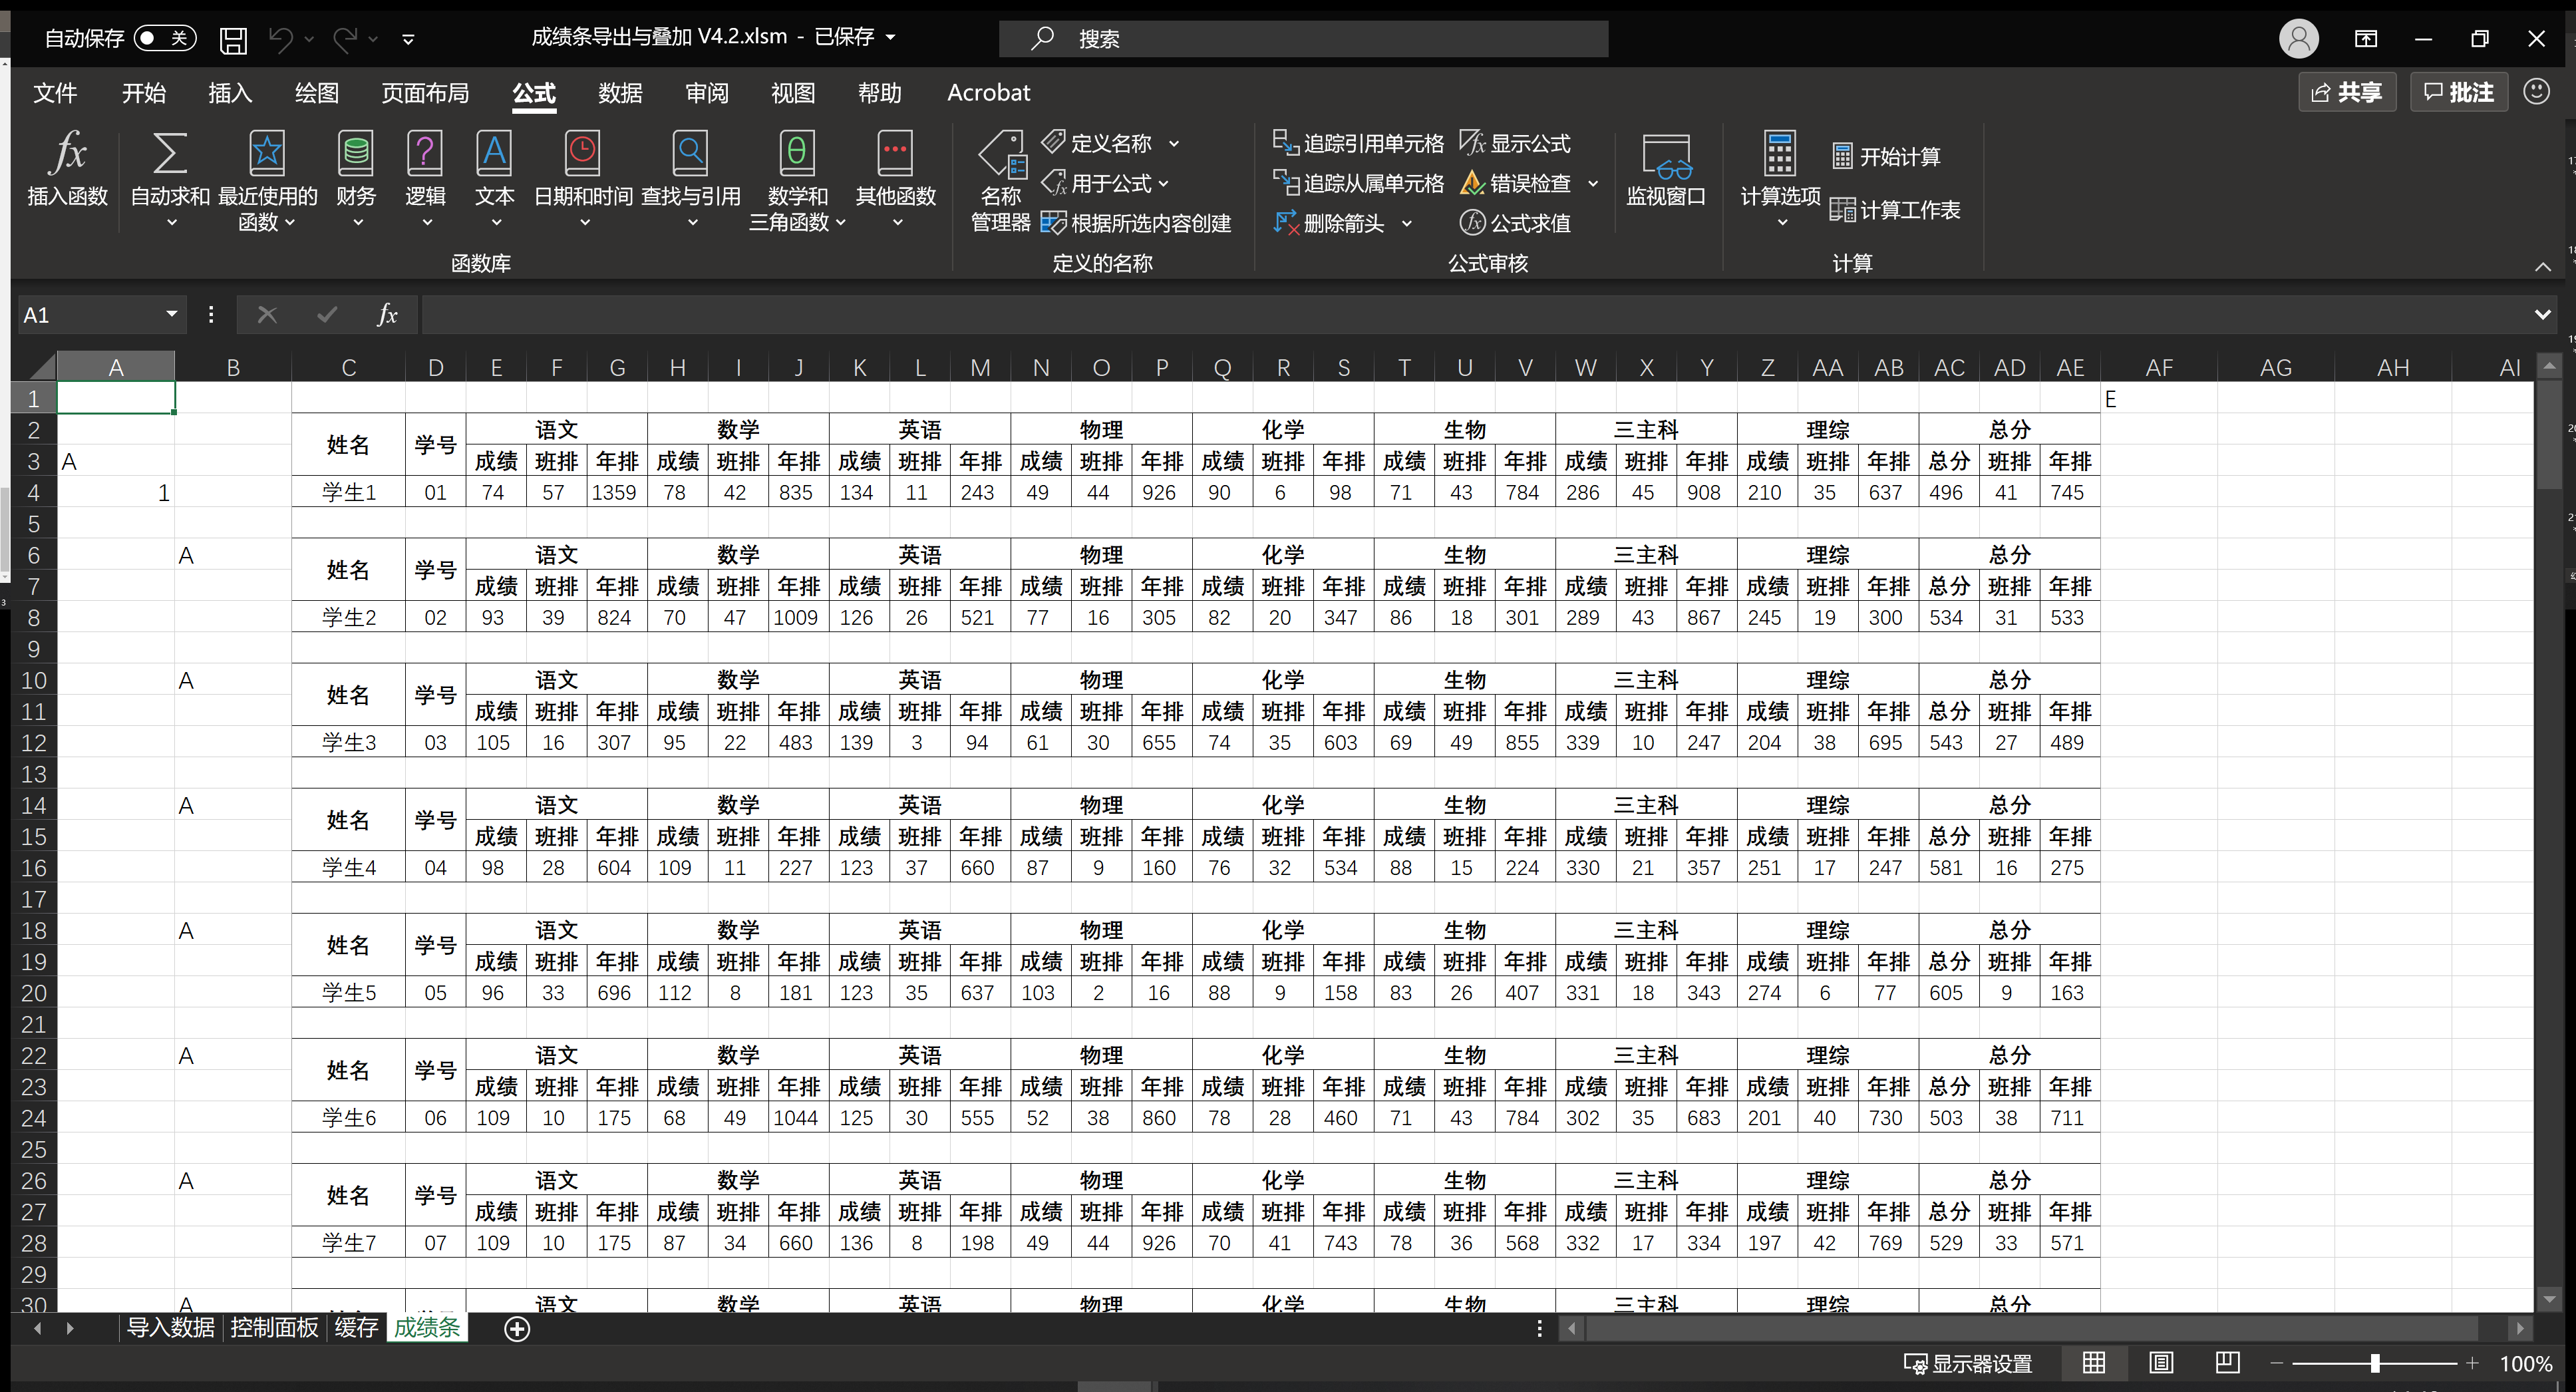 自动保存 关 成绩条导出与叠加 V4.2.xlsm - 已保存 搜索
文件 开始 插入 绘图 页面布局 公式 数据 审阅 视图 帮助 Acrobat 共享 批注
插入函数 自动求和 最近使用的函数 财务 逻辑 文本 日期和时间 查找与引用 数学和三角函数 其他函数 名称管理器 定义名称 用于公式 根据所选内容创建 追踪引用单元格 追踪从属单元格 删除箭头 显示公式 错误检查 公式求值 监视窗口 计算选项 开始计算 计算工作表
函数库 定义的名称 公式审核 计算
A1 fx
A B C D E F G H I J K L M N O P Q R S T U V W X Y Z AA AB AC AD AE AF AG AH AI
1 E
2 姓名 学号 语文 数学 英语 物理 化学 生物 三主科 理综 总分
3 A 成绩 班排 年排 成绩 班排 年排 成绩 班排 年排 成绩 班排 年排 成绩 班排 年排 成绩 班排 年排 成绩 班排 年排 成绩 班排 年排 总分 班排 年排
4 1 学生1 01 74 57 1359 78 42 835 134 11 243 49 44 926 90 6 98 71 43 784 286 45 908 210 35 637 496 41 745
5
6 A 姓名 学号 语文 数学 英语 物理 化学 生物 三主科 理综 总分
7 成绩 班排 年排 成绩 班排 年排 成绩 班排 年排 成绩 班排 年排 成绩 班排 年排 成绩 班排 年排 成绩 班排 年排 成绩 班排 年排 总分 班排 年排
8 学生2 02 93 39 824 70 47 1009 126 26 521 77 16 305 82 20 347 86 18 301 289 43 867 245 19 300 534 31 533
9
10 A 姓名 学号 语文 数学 英语 物理 化学 生物 三主科 理综 总分
11 成绩 班排 年排 成绩 班排 年排 成绩 班排 年排 成绩 班排 年排 成绩 班排 年排 成绩 班排 年排 成绩 班排 年排 成绩 班排 年排 总分 班排 年排
12 学生3 03 105 16 307 95 22 483 139 3 94 61 30 655 74 35 603 69 49 855 339 10 247 204 38 695 543 27 489
13
14 A 姓名 学号 语文 数学 英语 物理 化学 生物 三主科 理综 总分
15 成绩 班排 年排 成绩 班排 年排 成绩 班排 年排 成绩 班排 年排 成绩 班排 年排 成绩 班排 年排 成绩 班排 年排 成绩 班排 年排 总分 班排 年排
16 学生4 04 98 28 604 109 11 227 123 37 660 87 9 160 76 32 534 88 15 224 330 21 357 251 17 247 581 16 275
17
18 A 姓名 学号 语文 数学 英语 物理 化学 生物 三主科 理综 总分
19 成绩 班排 年排 成绩 班排 年排 成绩 班排 年排 成绩 班排 年排 成绩 班排 年排 成绩 班排 年排 成绩 班排 年排 成绩 班排 年排 总分 班排 年排
20 学生5 05 96 33 696 112 8 181 123 35 637 103 2 16 88 9 158 83 26 407 331 18 343 274 6 77 605 9 163
21
22 A 姓名 学号 语文 数学 英语 物理 化学 生物 三主科 理综 总分
23 成绩 班排 年排 成绩 班排 年排 成绩 班排 年排 成绩 班排 年排 成绩 班排 年排 成绩 班排 年排 成绩 班排 年排 成绩 班排 年排 总分 班排 年排
24 学生6 06 109 10 175 68 49 1044 125 30 555 52 38 860 78 28 460 71 43 784 302 35 683 201 40 730 503 38 711
25
26 A 姓名 学号 语文 数学 英语 物理 化学 生物 三主科 理综 总分
27 成绩 班排 年排 成绩 班排 年排 成绩 班排 年排 成绩 班排 年排 成绩 班排 年排 成绩 班排 年排 成绩 班排 年排 成绩 班排 年排 总分 班排 年排
28 学生7 07 109 10 175 87 34 660 136 8 198 49 44 926 70 41 743 78 36 568 332 17 334 197 42 769 529 33 571
29
30 A 语文 数学 英语 物理 化学 生物 三主科 理综 总分
导入数据 控制面板 缓存 成绩条
显示器设置 100%